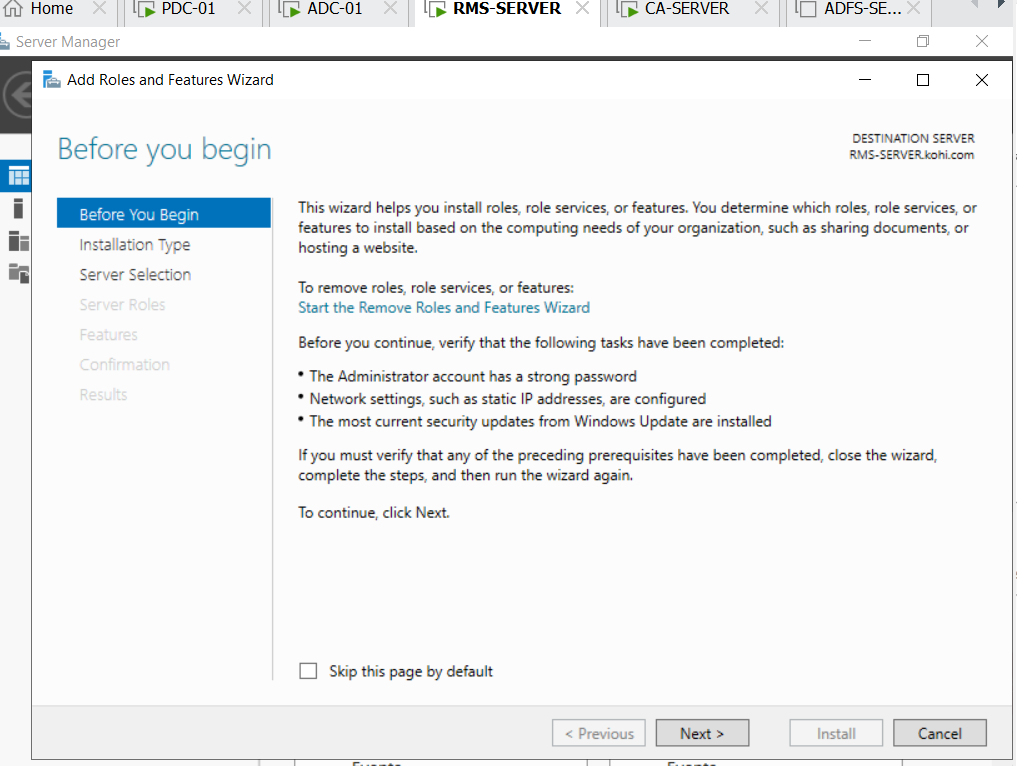 Home
PDC-01
ADC-01
RMS-SERVER
CA-SERVER
ADFS-SE...
Server Manager
Add Roles and Features Wizard
Before you begin
DESTINATION SERVER
RMS-SERVER.kohi.com
Before You Begin
Installation Type
Server Selection
Server Roles
Features
Confirmation
Results
This wizard helps you install roles, role services, or features. You determine which roles, role services, or
features to install based on the computing needs of your organization, such as sharing documents, or
hosting a website.
To remove roles, role services, or features:
Start the Remove Roles and Features Wizard
Before you continue, verify that the following tasks have been completed:
• The Administrator account has a strong password
• Network settings, such as static IP addresses, are configured
• The most current security updates from Windows Update are installed
If you must verify that any of the preceding prerequisites have been completed, close the wizard,
complete the steps, and then run the wizard again.
To continue, click Next.
Skip this page by default
< Previous
Next >
Install
Cancel
Events
Events